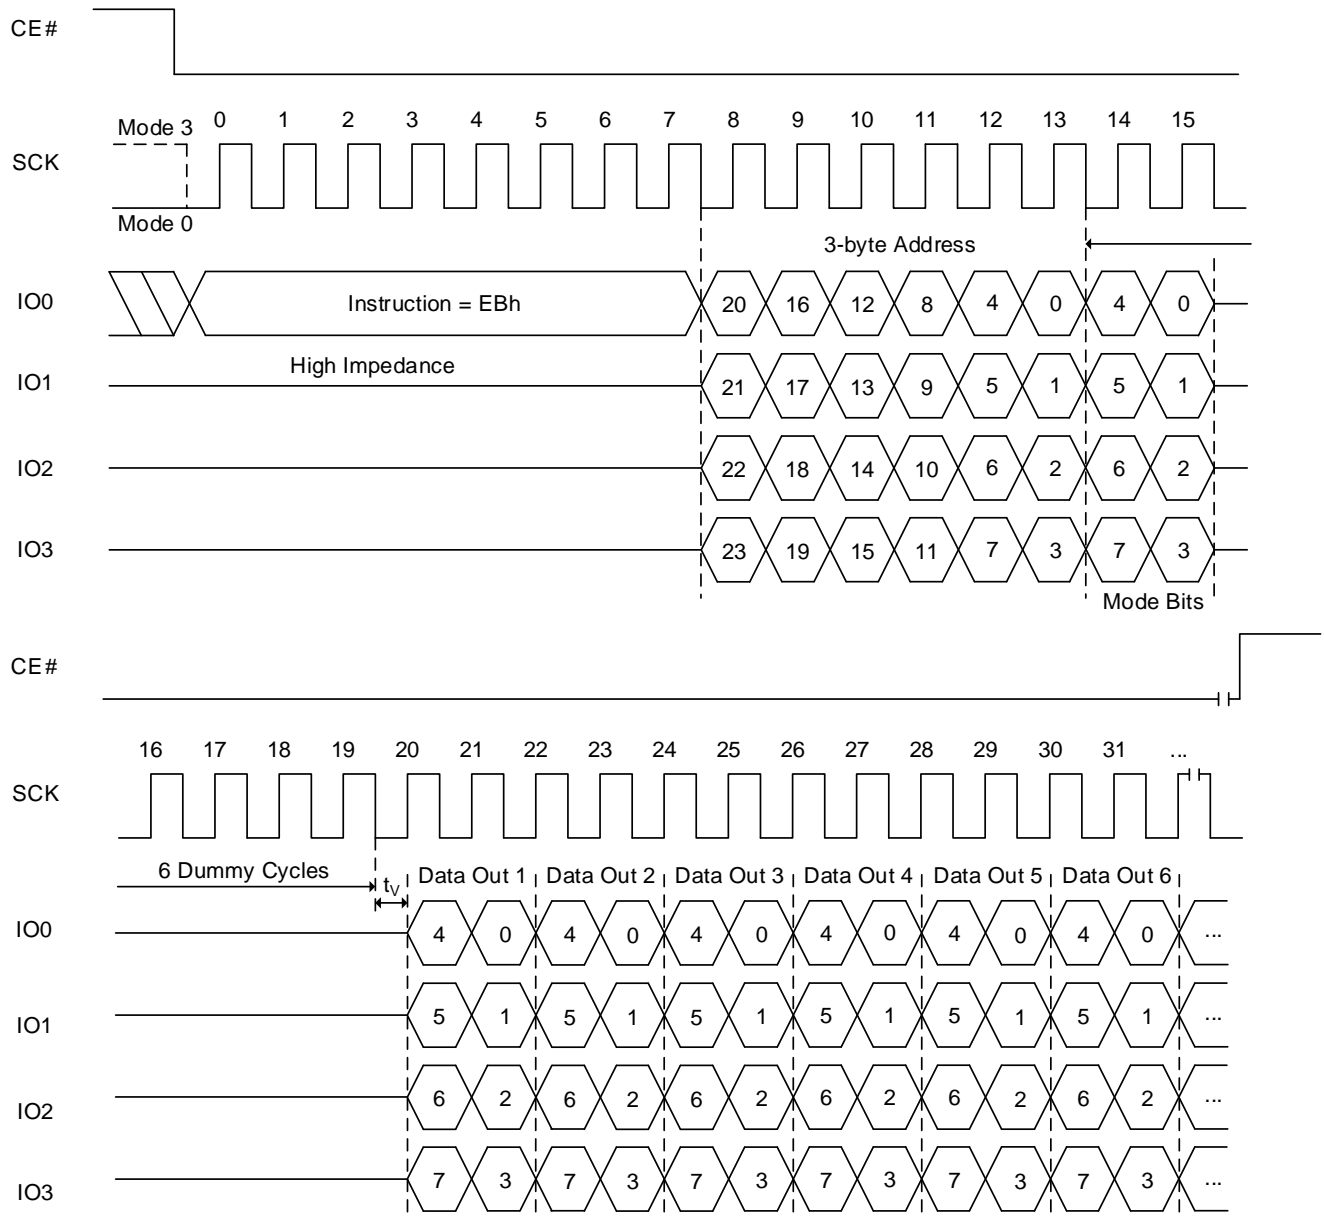 CE#
Mode 3 0 1 2 3 4 5 6 7 8 9 10 11 12 13 14 15
SCK
Mode 0
3-byte Address
IO0 Instruction = EBh 20 16 12 8 4 0 4 0
High Impedance
IO1 21 17 13 9 5 1 5 1
IO2 22 18 14 10 6 2 6 2
IO3 23 19 15 11 7 3 7 3
Mode Bits
CE#
16 17 18 19 20 21 22 23 24 25 26 27 28 29 30 31 ...
SCK
6 Dummy Cycles tV Data Out 1 Data Out 2 Data Out 3 Data Out 4 Data Out 5 Data Out 6
IO0 4 0 4 0 4 0 4 0 4 0 4 0 ...
IO1 5 1 5 1 5 1 5 1 5 1 5 1 ...
IO2 6 2 6 2 6 2 6 2 6 2 6 2 ...
IO3 7 3 7 3 7 3 7 3 7 3 7 3 ...